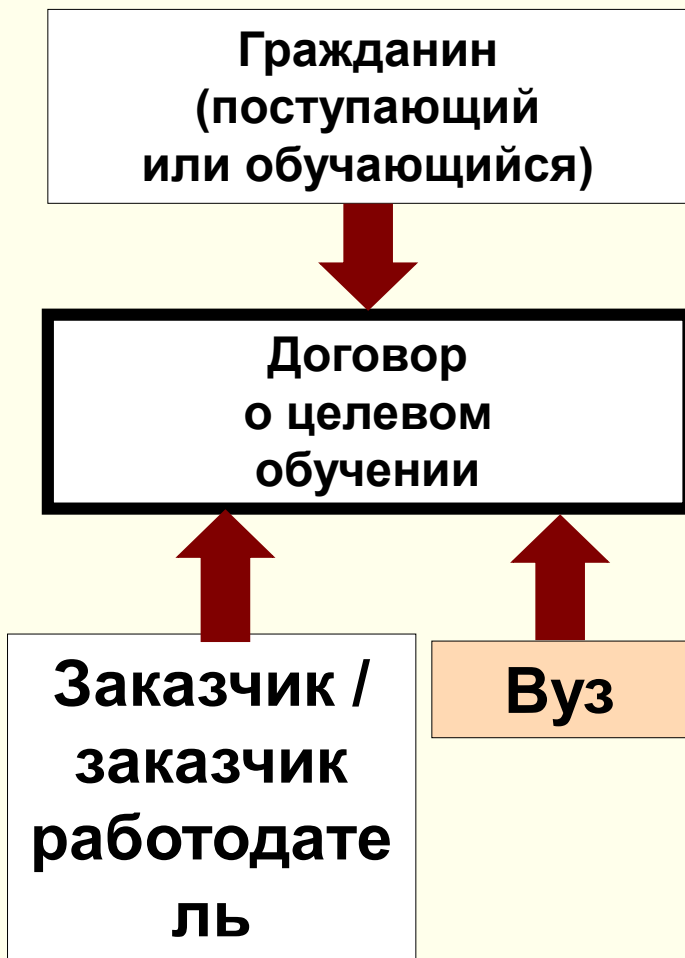 Гражданин
(поступающий
или обучающийся)
Договор
о целевом
обучении
Заказчик /
заказчик
работодате
ль
Вуз